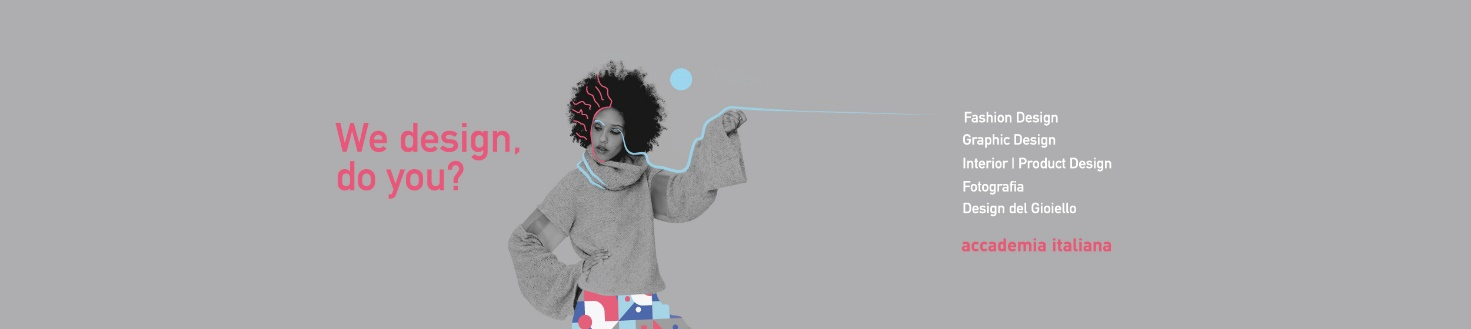 We design,
do you?
Fashion Design
Graphic Design
Interior | Product Design
Fotografia
Design del Gioiello
accademia italiana